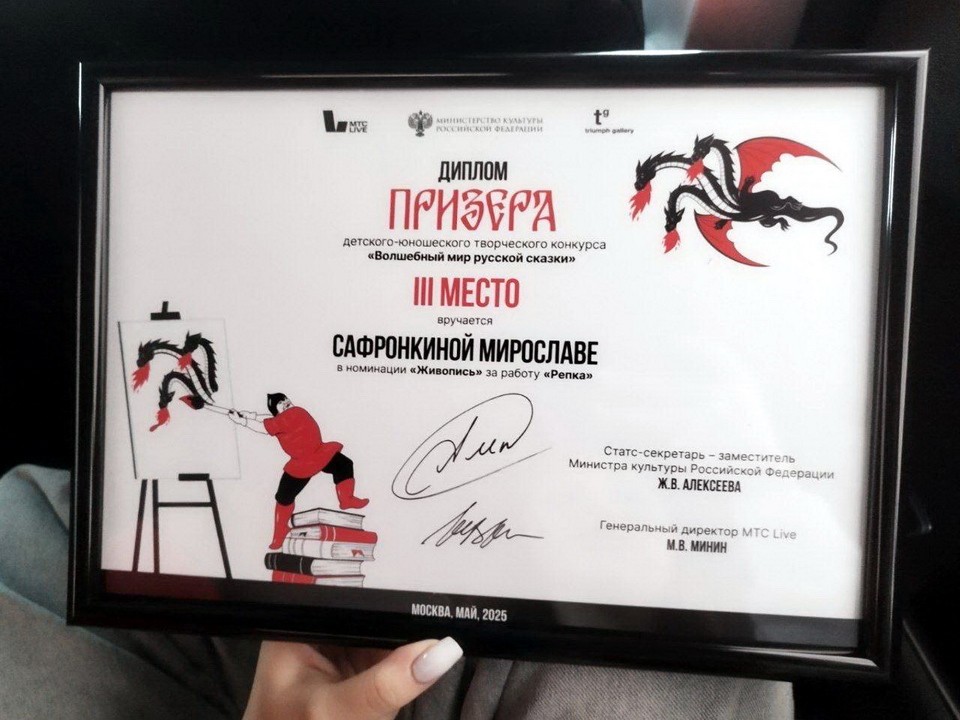 МТС
LIVE
МИНИСТЕРСТВО КУЛЬТУРЫ
РОССИЙСКОЙ ФЕДЕРАЦИИ
tg
triumph gallery
ДИПЛОМ
ПРИЗЕРА
детского-юношеского творческого конкурса
«Волшебный мир русской сказки»
III МЕСТО
вручается
САФРОНКИНОЙ МИРОСЛАВЕ
в номинации «Живопись» за работу «Репка»
Статс-секретарь – заместитель
Министра культуры Российской Федерации
Ж.В. АЛЕКСЕЕВА
Генеральный директор МТС Live
М.В. МИНИН
МОСКВА, МАЙ, 2025